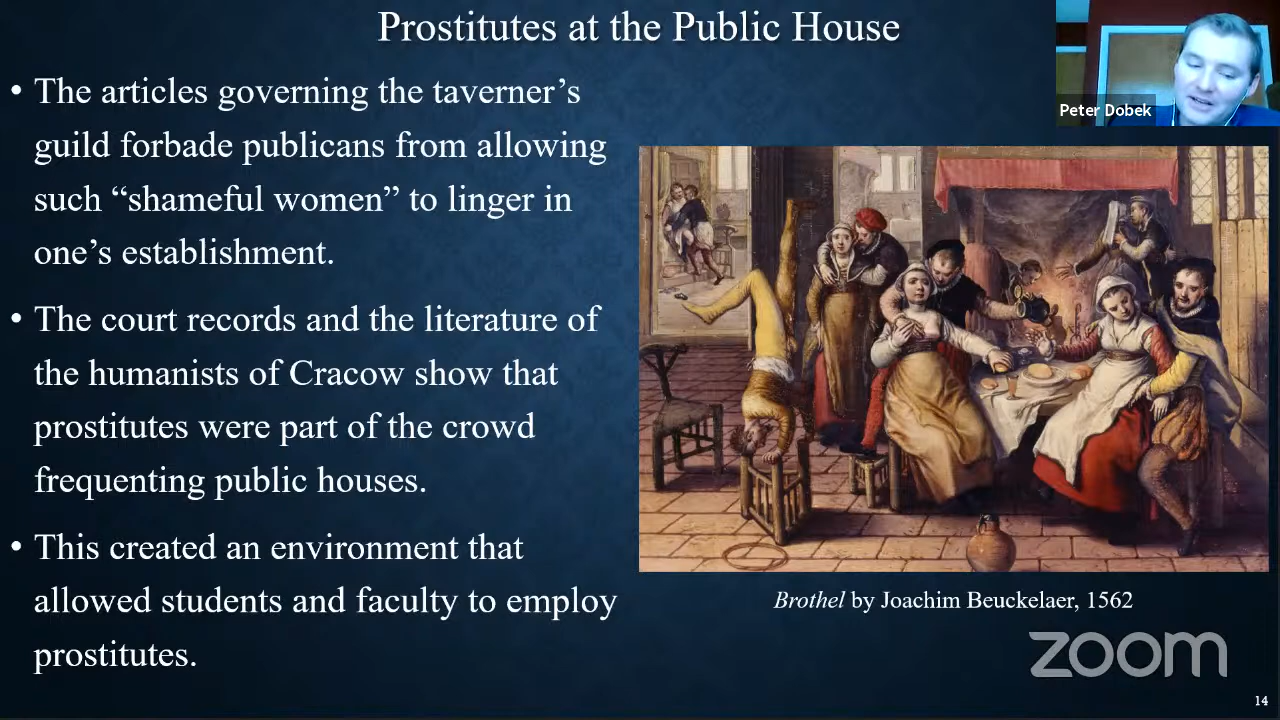 Prostitutes at the Public House
Peter Dobek
• The articles governing the taverner’s
guild forbade publicans from allowing
such “shameful women” to linger in
one’s establishment.
• The court records and the literature of
the humanists of Cracow show that
prostitutes were part of the crowd
frequenting public houses.
• This created an environment that
allowed students and faculty to employ
prostitutes.
Brothel by Joachim Beuckelaer, 1562
zoom
14